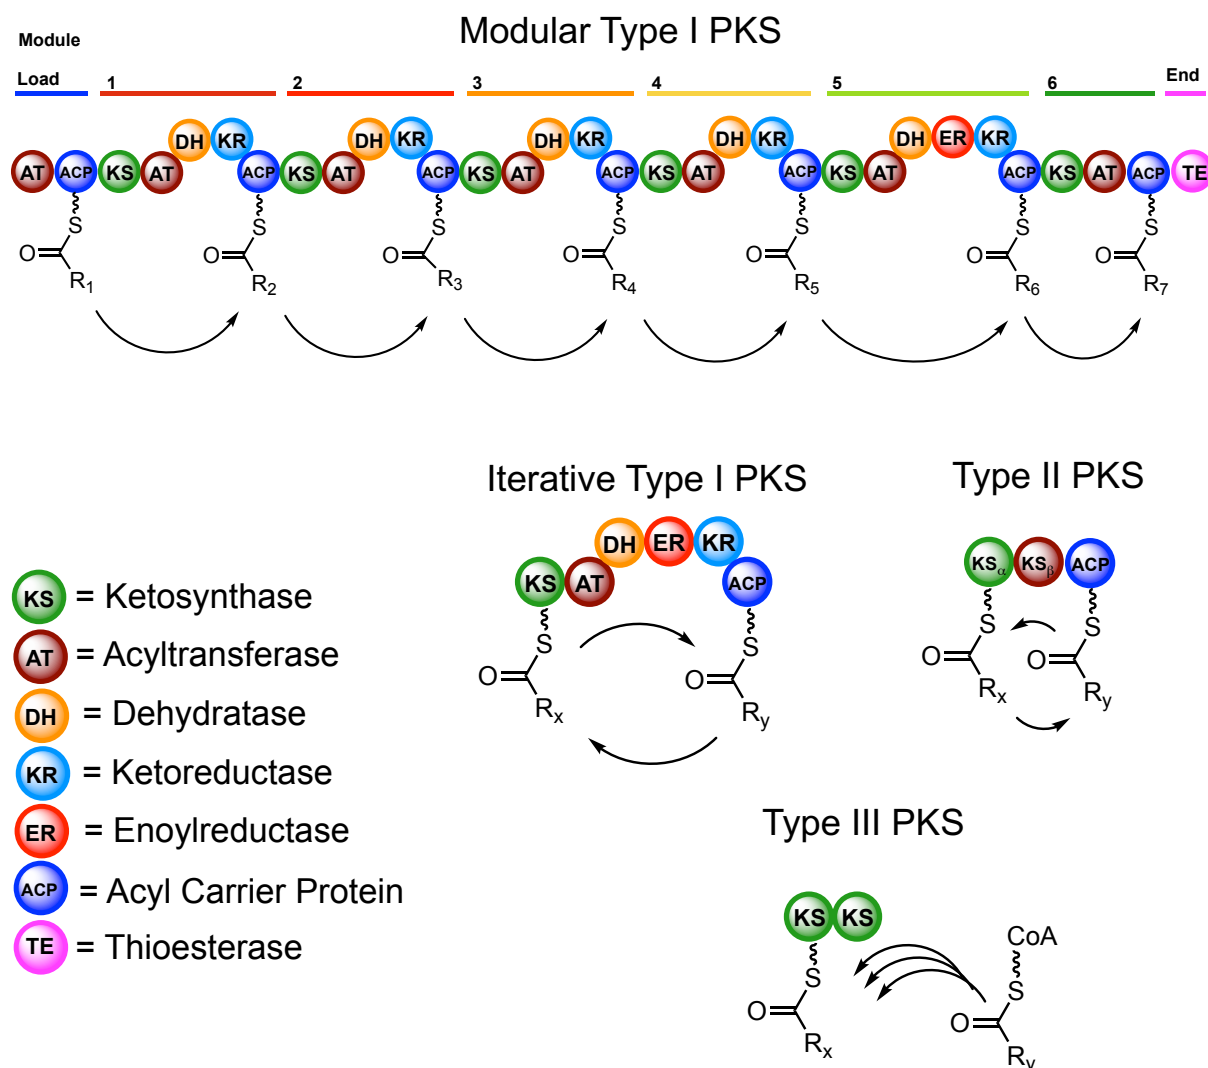 Modular Type I PKS
Module
Load 1 2 3 4 5 6 End
DH KR DH KR DH KR DH KR DH ER KR
AT ACP KS AT ACP KS AT ACP KS AT ACP KS AT ACP KS AT ACP KS AT ACP TE
S S S S S S S
O O O O O O O
R1 R2 R3 R4 R5 R6 R7
Iterative Type I PKS
DH ER KR
KS AT ACP
S S
O O
Rx Ry
Type II PKS
KSα KSβ ACP
S S
O O
Rx Ry
KS = Ketosynthase
AT = Acyltransferase
DH = Dehydratase
KR = Ketoreductase
ER = Enoylreductase
ACP = Acyl Carrier Protein
TE = Thioesterase
Type III PKS
KS KS
CoA
S S
O O
Rx Ry